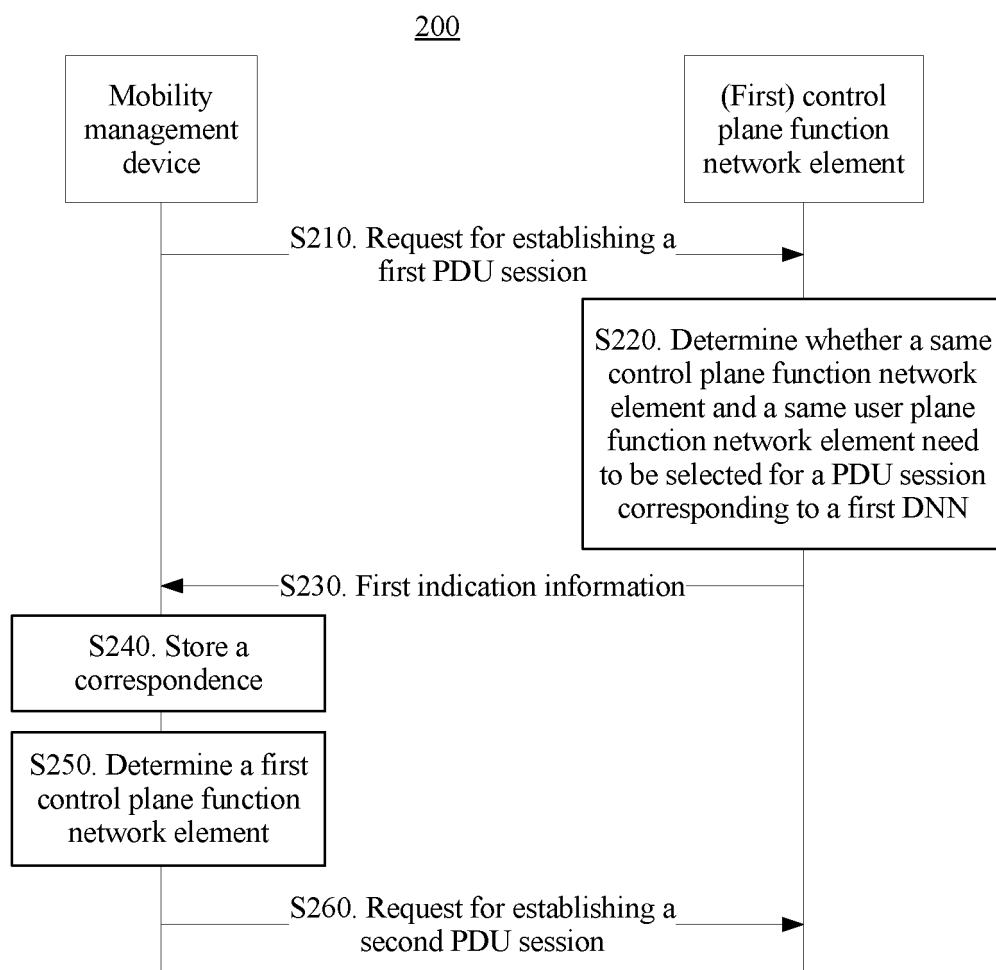 200
Mobility
management
device
(First) control
plane function
network element
S210. Request for establishing a
first PDU session
S220. Determine whether a same
control plane function network
element and a same user plane
function network element need
to be selected for a PDU session
corresponding to a first DNN
S230. First indication information
S240. Store a
correspondence
S250. Determine a first
control plane function
network element
S260. Request for establishing a
second PDU session